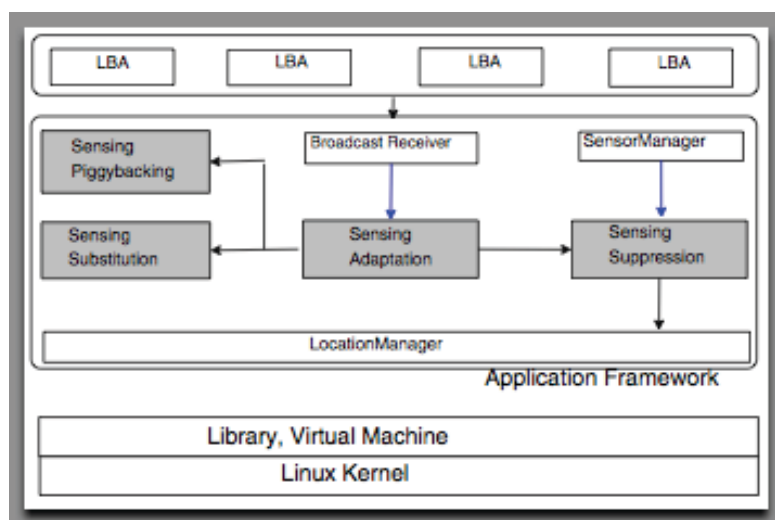 LBA LBA LBA LBA
Sensing
Piggybacking
Broadcast Receiver
SensorManager
Sensing
Substitution
Sensing
Adaptation
Sensing
Suppression
LocationManager
Application Framework
Library, Virtual Machine
Linux Kernel